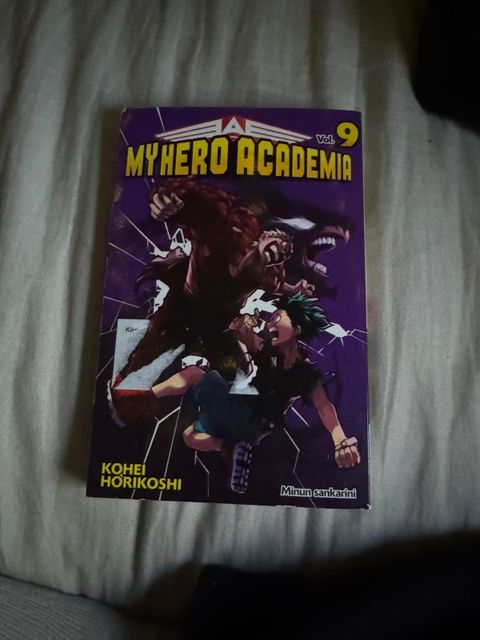 Vol. 9
MY HERO ACADEMIA
KOHEI
HORIKOSHI
Minun sankarini